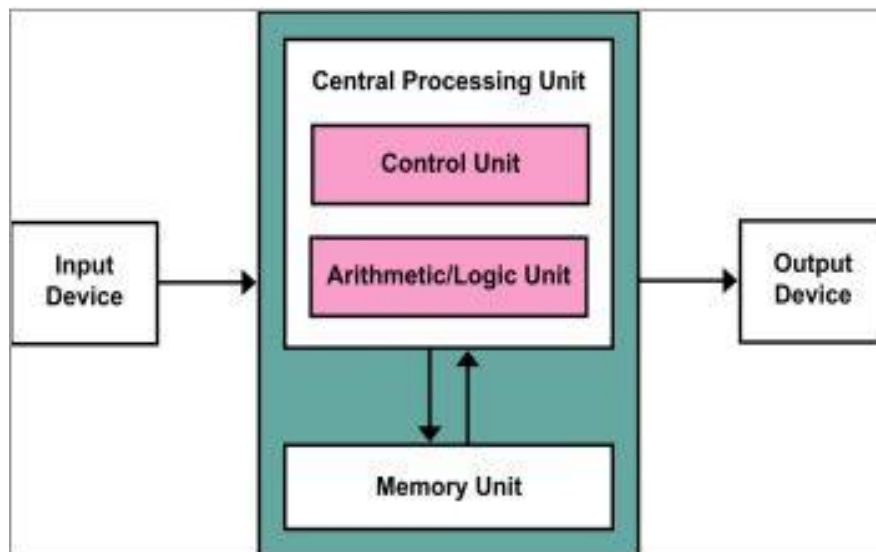 Central Processing Unit
Control Unit
Arithmetic/Logic Unit
Input
Device
Output
Device
Memory Unit